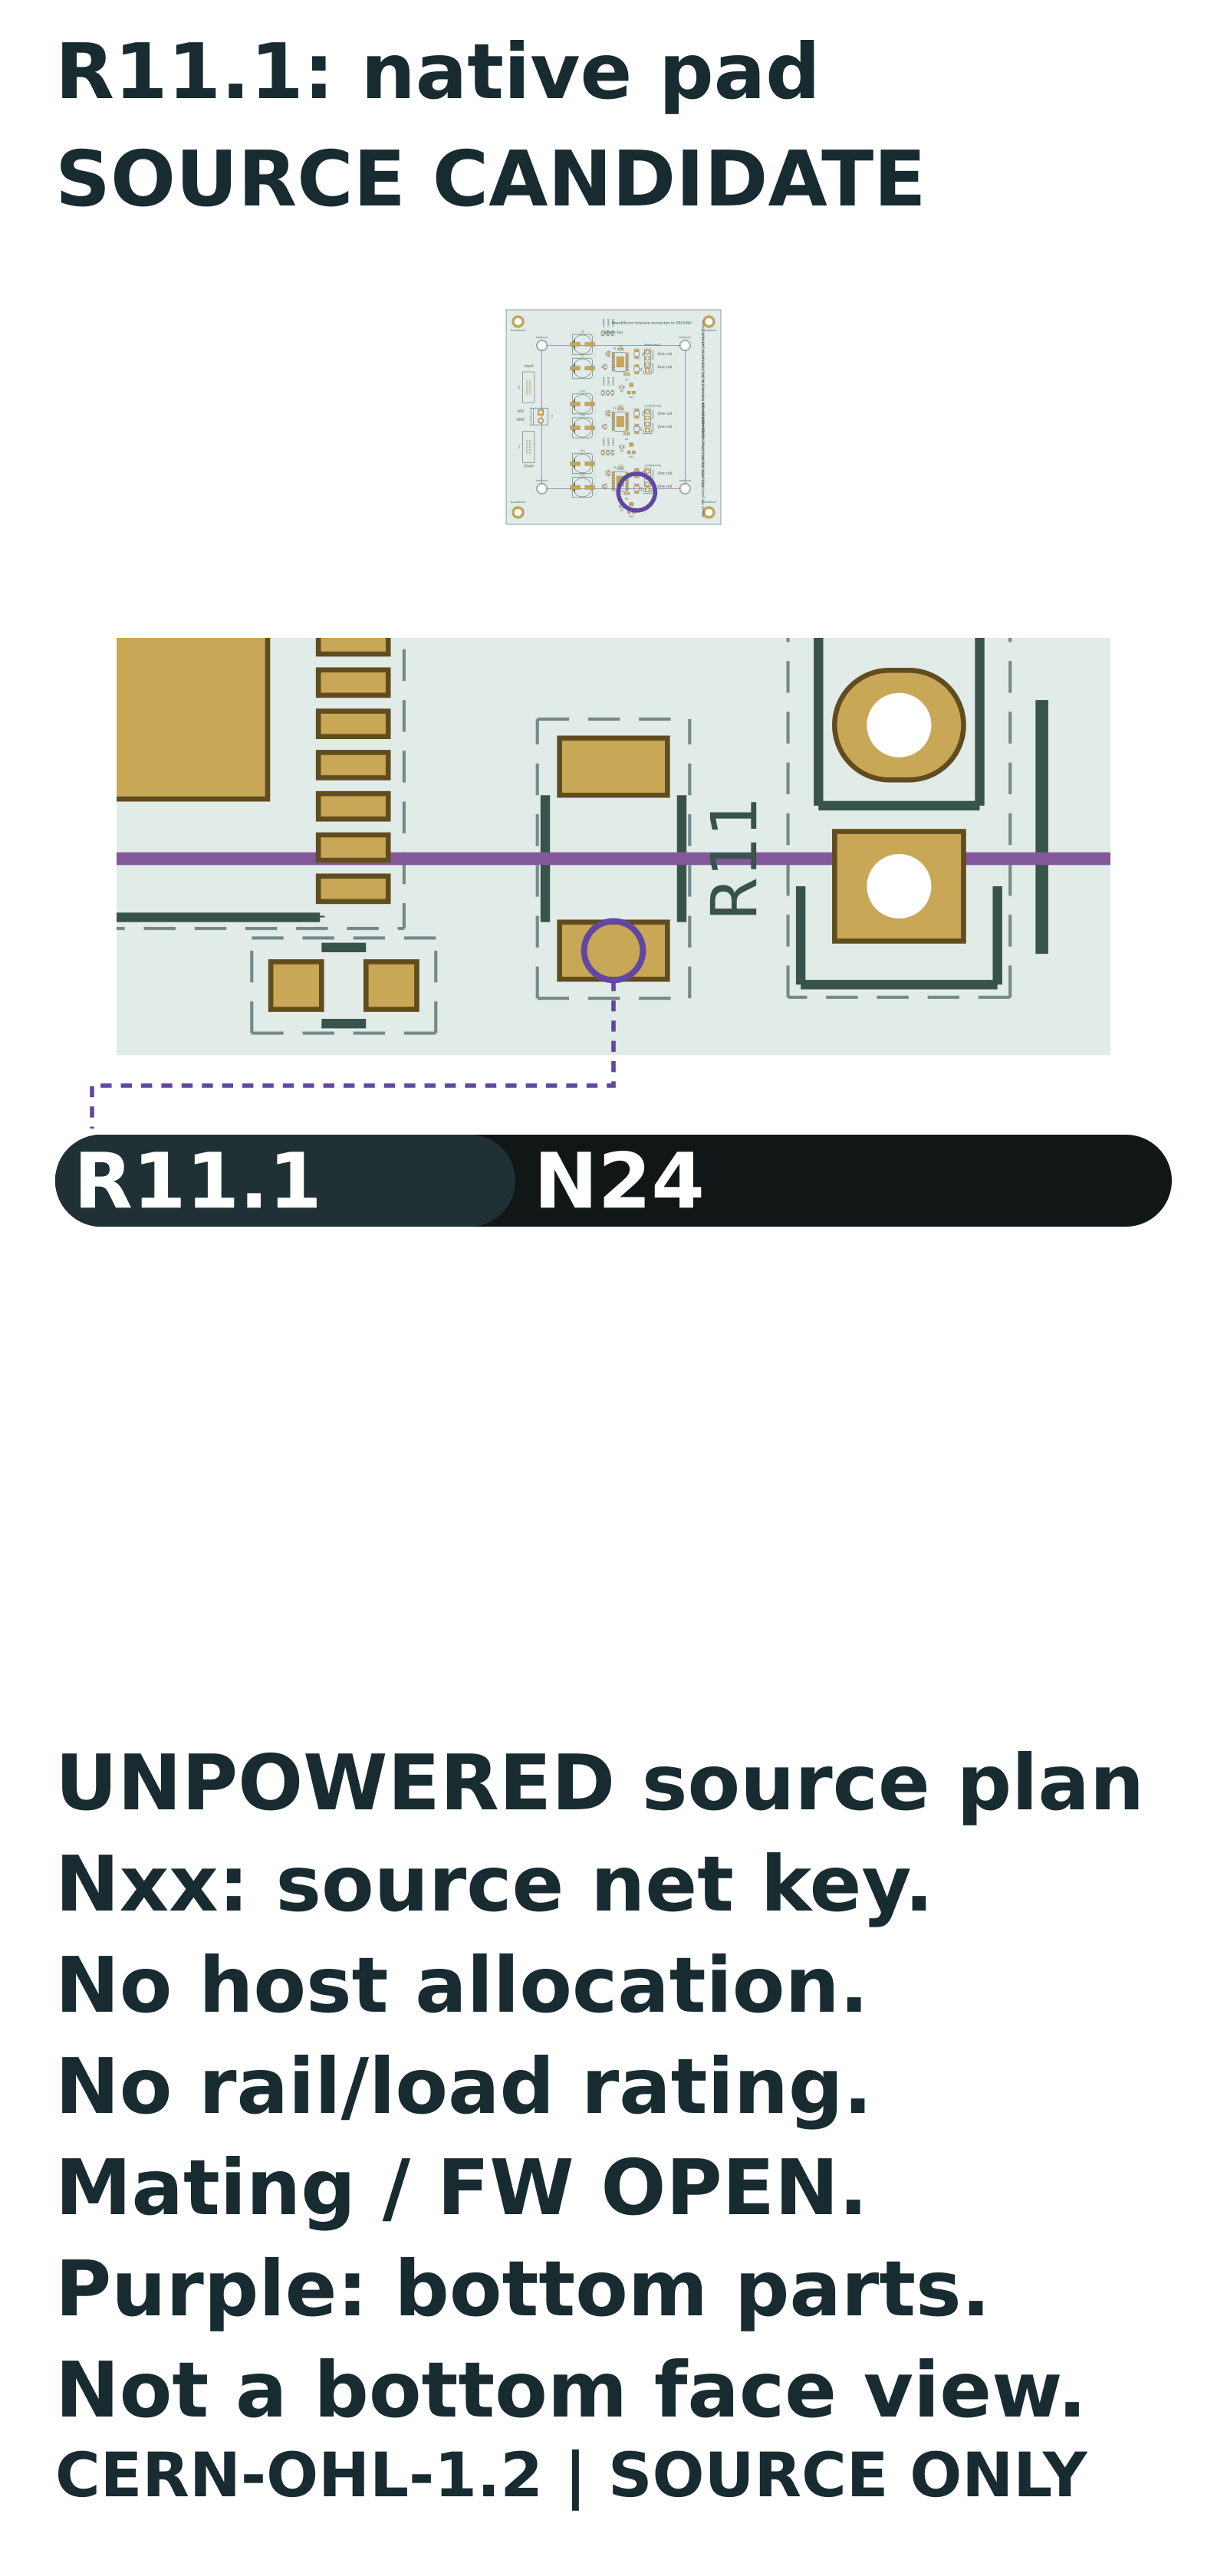 R11.1: native pad
SOURCE CANDIDATE
R11
R11.1 N24
UNPOWERED source plan
Nxx: source net key.
No host allocation.
No rail/load rating.
Mating / FW OPEN.
Purple: bottom parts.
Not a bottom face view.
CERN-OHL-1.2 | SOURCE ONLY